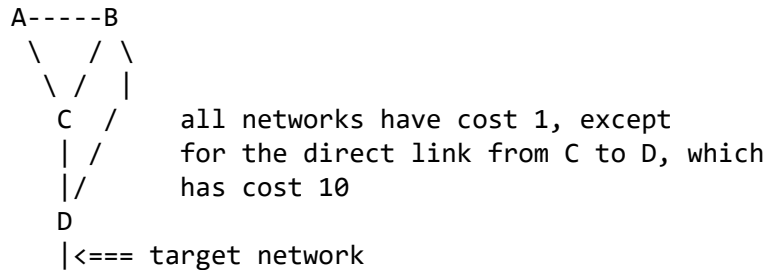 A-----B
\ / \
\ / |
C / all networks have cost 1, except
| / for the direct link from C to D, which
|/ has cost 10
D
|<=== target network